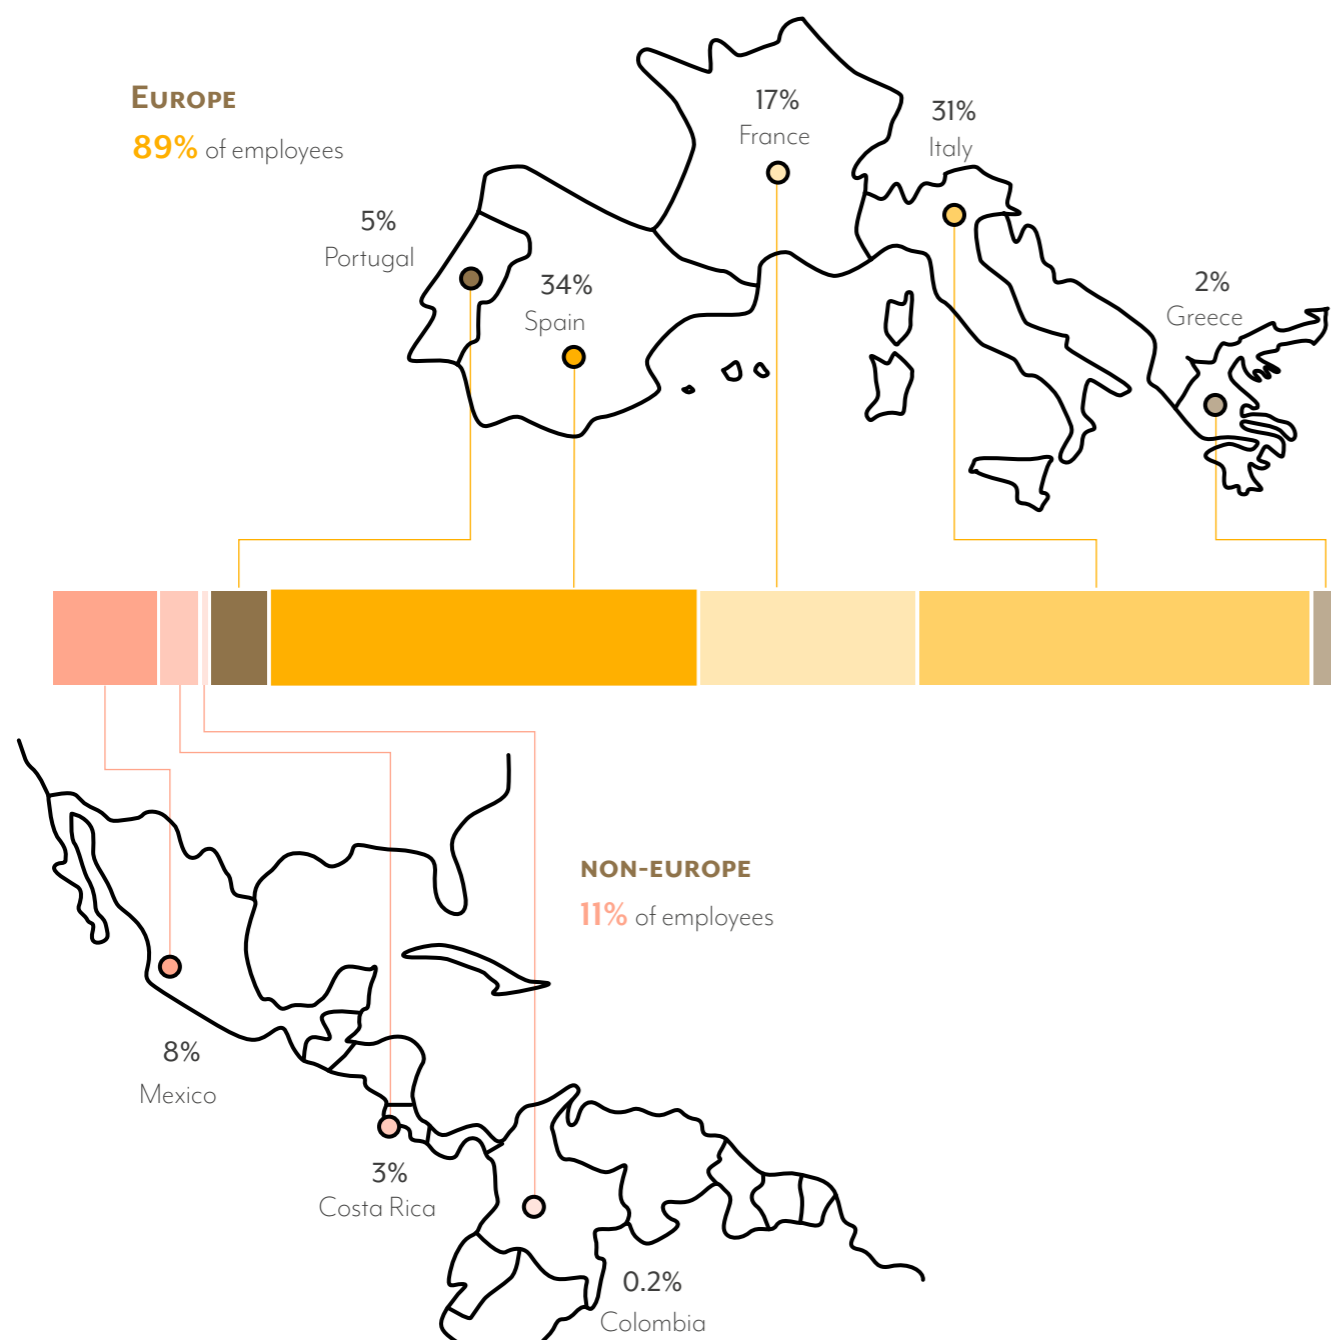 EUROPE
89% of employees
17%
France
31%
Italy
5%
Portugal
34%
Spain
2%
Greece
NON-EUROPE
11% of employees
8%
Mexico
3%
Costa Rica
0.2%
Colombia